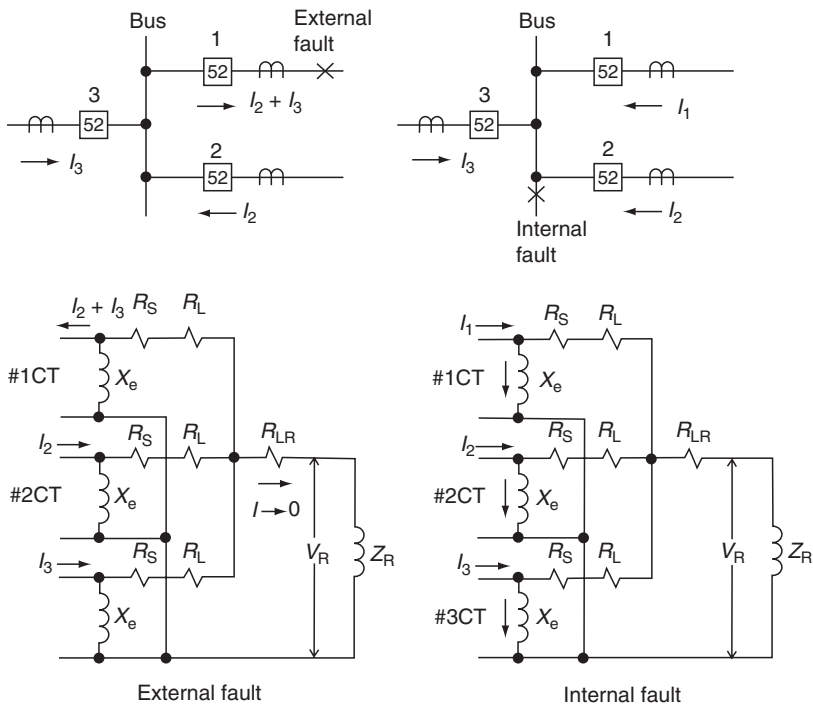 Bus
External
fault
1
52
I2 + I3
3
52
I3
2
52
I2
Bus
1
52
I1
3
52
I3
2
52
I2
Internal
fault
I2 + I3
RS
RL
#1CT
Xe
I2
RS
RL
RLR
#2CT
Xe
I→0
I3
RS
RL
VR
ZR
Xe
External fault
I1
RS
RL
#1CT
Xe
I2
RS
RL
RLR
#2CT
Xe
I3
RS
RL
VR
ZR
#3CT
Xe
Internal fault